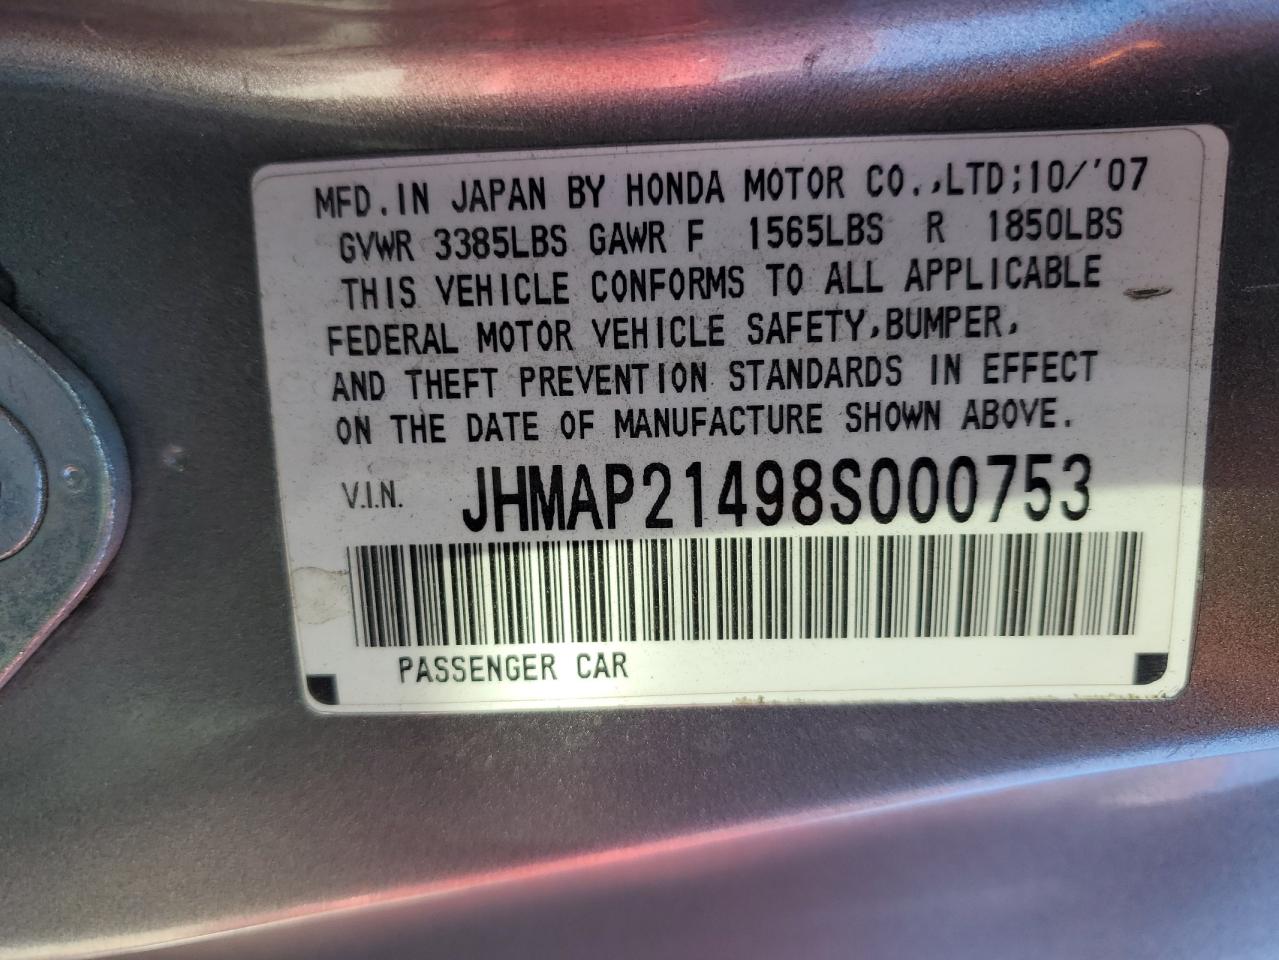 MFD.IN JAPAN BY HONDA MOTOR CO.,LTD;10/'07
GVWR 3385LBS GAWR F 1565LBS R 1850LBS
THIS VEHICLE CONFORMS TO ALL APPLICABLE
FEDERAL MOTOR VEHICLE SAFETY,BUMPER,
AND THEFT PREVENTION STANDARDS IN EFFECT
ON THE DATE OF MANUFACTURE SHOWN ABOVE.
V.I.N. JHMAP21498S000753
PASSENGER CAR